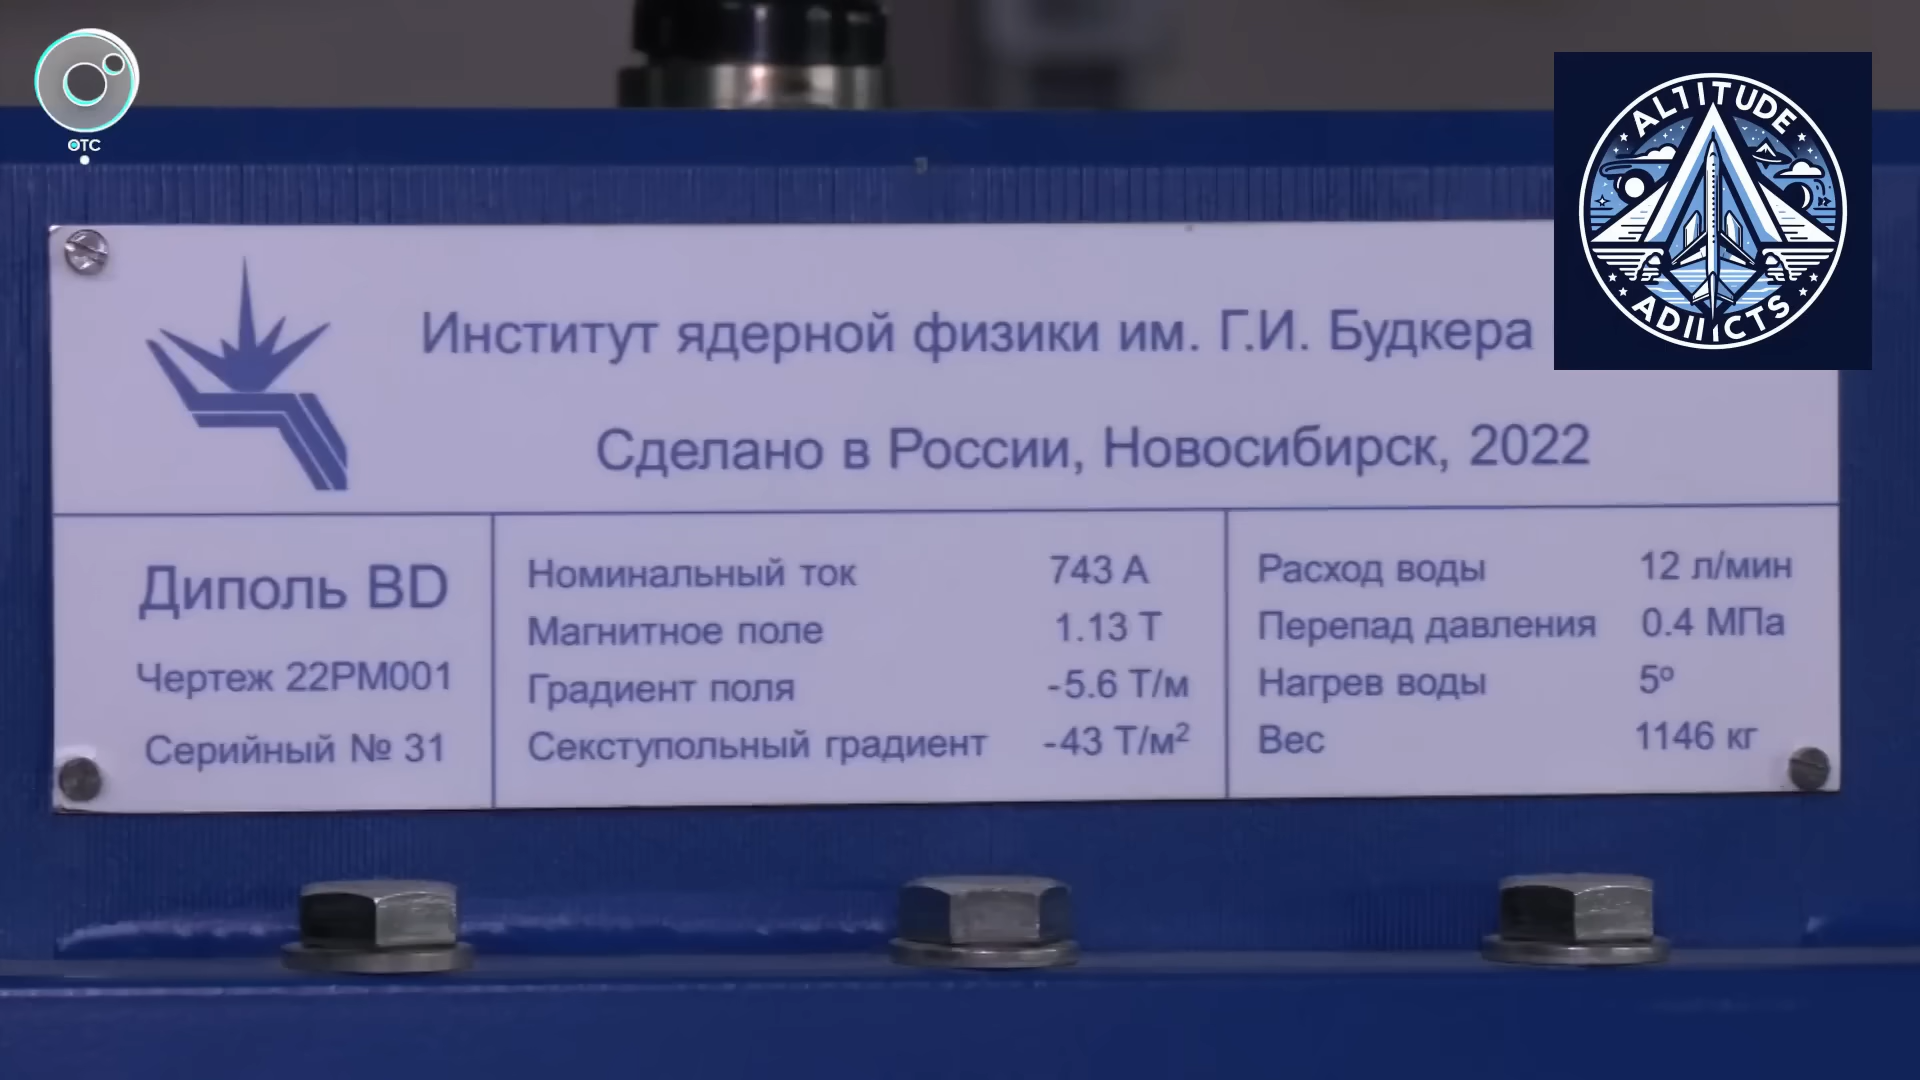 ОТС
ALTITUDE
ADIIICTS
Институт ядерной физики им. Г.И. Будкера
Сделано в России, Новосибирск, 2022
Диполь BD
Чертеж 22PM001
Серийный № 31
Номинальный ток 743 А
Магнитное поле 1.13 Т
Градиент поля -5.6 Т/м
Секступольный градиент -43 Т/м²
Расход воды 12 л/мин
Перепад давления 0.4 МПа
Нагрев воды 5º
Вес 1146 кг